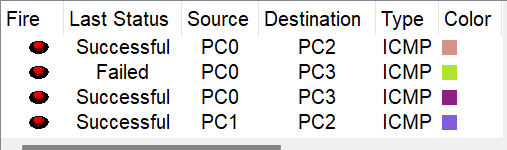 Fire Last Status Source Destination Type Color
Successful PC0 PC2 ICMP
Failed PC0 PC3 ICMP
Successful PC0 PC3 ICMP
Successful PC1 PC2 ICMP